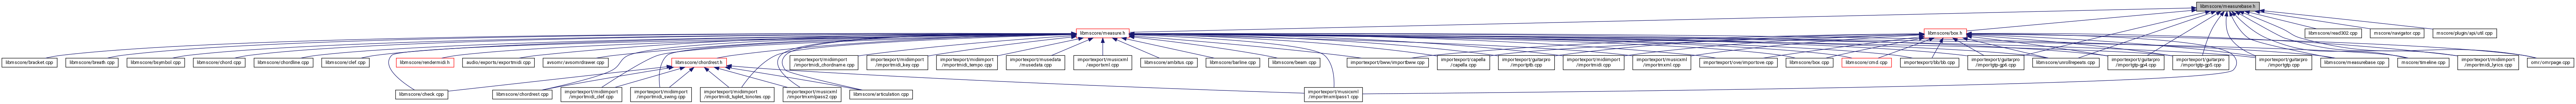 libmscore/measurebase.h
libmscore/measure.h
libmscore/box.h
libmscore/read302.cpp
mscore/navigator.cpp
mscore/plugin/api/util.cpp
libmscore/bracket.cpp
libmscore/breath.cpp
libmscore/bsymbol.cpp
libmscore/chord.cpp
libmscore/chordline.cpp
libmscore/clef.cpp
libmscore/rendermidi.h
audio/exports/exportmidi.cpp
avsomr/avsomrdrawer.cpp
libmscore/chordrest.h
importexport/midiimport
/importmidi_chordname.cpp
importexport/midiimport
/importmidi_key.cpp
importexport/midiimport
/importmidi_tempo.cpp
importexport/musedata
/musedata.cpp
importexport/musicxml
/exportxml.cpp
libmscore/ambitus.cpp
libmscore/barline.cpp
libmscore/beam.cpp
importexport/bww/importbww.cpp
importexport/capella
/capella.cpp
importexport/guitarpro
/importptb.cpp
importexport/midiimport
/importmidi.cpp
importexport/musicxml
/importmxml.cpp
importexport/ove/importove.cpp
libmscore/box.cpp
libmscore/cmd.cpp
importexport/bb/bb.cpp
importexport/guitarpro
/importgtp-gp6.cpp
libmscore/unrollrepeats.cpp
importexport/guitarpro
/importgtp-gp4.cpp
importexport/guitarpro
/importgtp-gp5.cpp
importexport/guitarpro
/importgtp.cpp
libmscore/measurebase.cpp
mscore/timeline.cpp
importexport/midiimport
/importmidi_lyrics.cpp
omr/omrpage.cpp
libmscore/check.cpp
libmscore/chordrest.cpp
importexport/midiimport
/importmidi_clef.cpp
importexport/midiimport
/importmidi_swing.cpp
importexport/midiimport
/importmidi_tuplet_tonotes.cpp
importexport/musicxml
/importmxmlpass2.cpp
libmscore/articulation.cpp
importexport/musicxml
/importmxmlpass1.cpp